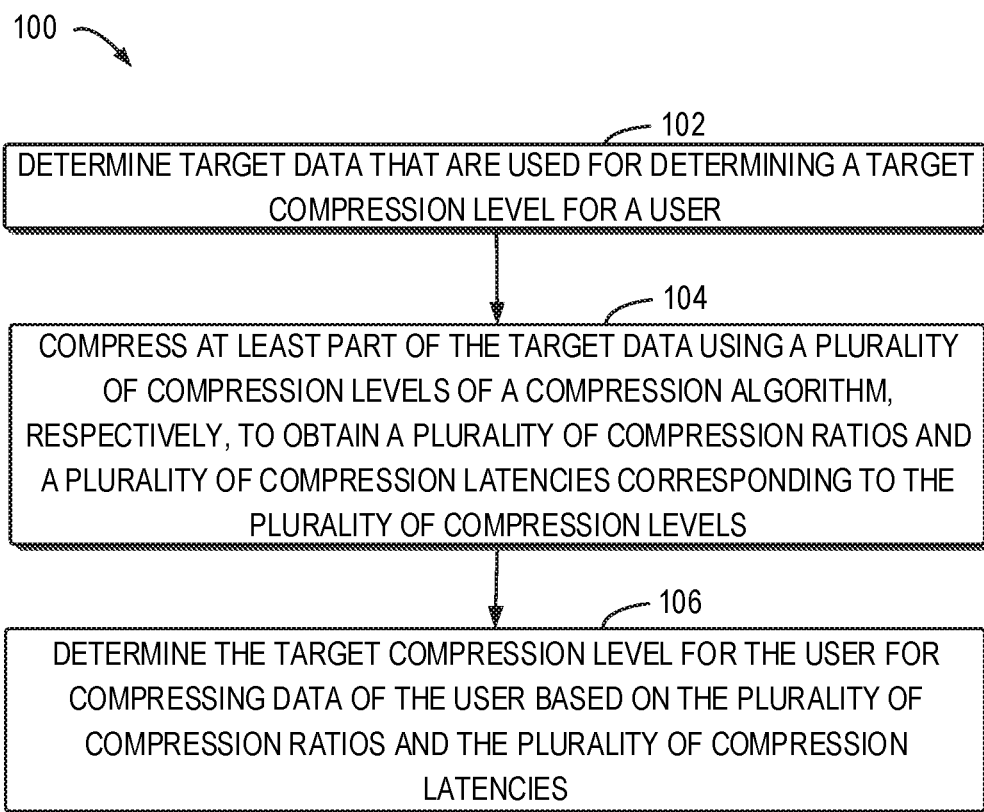 100
102
DETERMINE TARGET DATA THAT ARE USED FOR DETERMINING A TARGET
COMPRESSION LEVEL FOR A USER
104
COMPRESS AT LEAST PART OF THE TARGET DATA USING A PLURALITY
OF COMPRESSION LEVELS OF A COMPRESSION ALGORITHM,
RESPECTIVELY, TO OBTAIN A PLURALITY OF COMPRESSION RATIOS AND
A PLURALITY OF COMPRESSION LATENCIES CORRESPONDING TO THE
PLURALITY OF COMPRESSION LEVELS
106
DETERMINE THE TARGET COMPRESSION LEVEL FOR THE USER FOR
COMPRESSING DATA OF THE USER BASED ON THE PLURALITY OF
COMPRESSION RATIOS AND THE PLURALITY OF COMPRESSION
LATENCIES